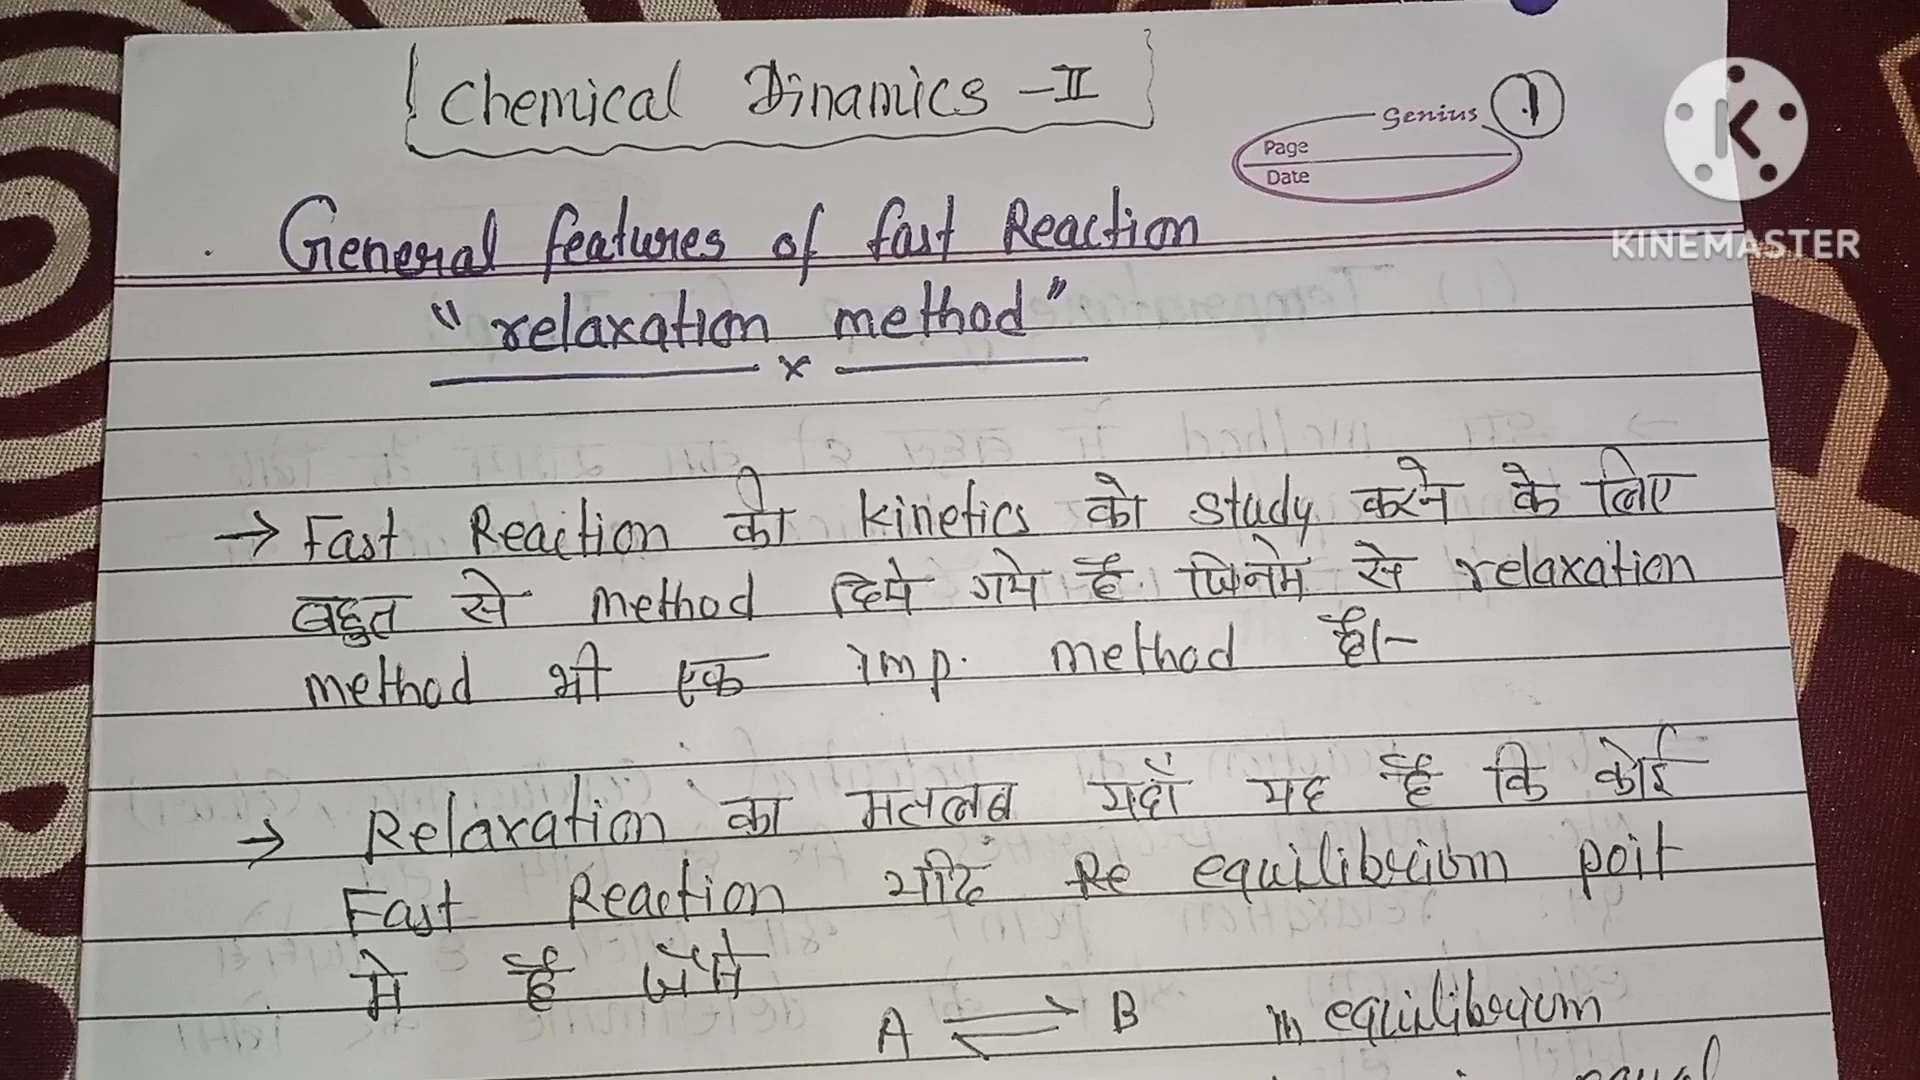 Chemical Dinamics -II
Genius 1
Page
Date
KINEMASTER
General features of fast Reaction
"relaxation method"
x
→ Fast Reaction की kinetics को study करने के लिए
बहुत से method दिये गये है जिनमे से relaxation
method भी एक imp. method है।-
→ Relaxation का मतलब यहाँ यह है कि कोई
Fast Reaction यदि Re equilibrium poit
मे है जैसे
A ⇌ B in equilibrium